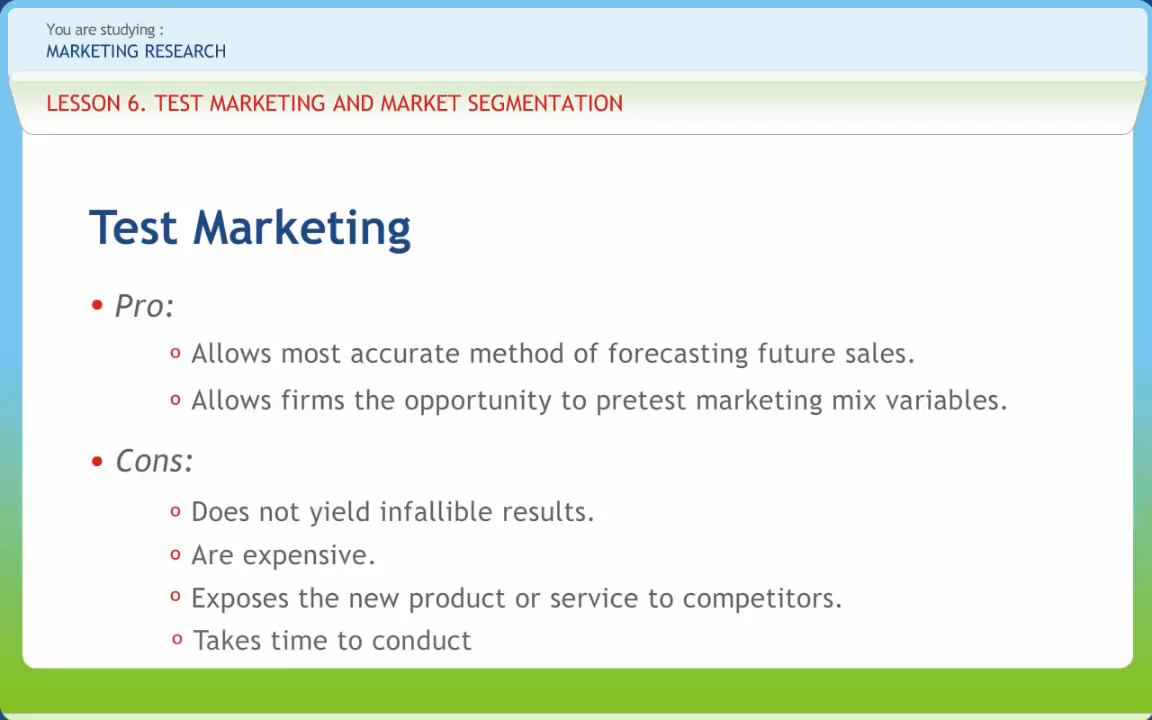 You are studying :
MARKETING RESEARCH
LESSON 6. TEST MARKETING AND MARKET SEGMENTATION
Test Marketing
• Pro:
o Allows most accurate method of forecasting future sales.
o Allows firms the opportunity to pretest marketing mix variables.
• Cons:
o Does not yield infallible results.
o Are expensive.
o Exposes the new product or service to competitors.
o Takes time to conduct